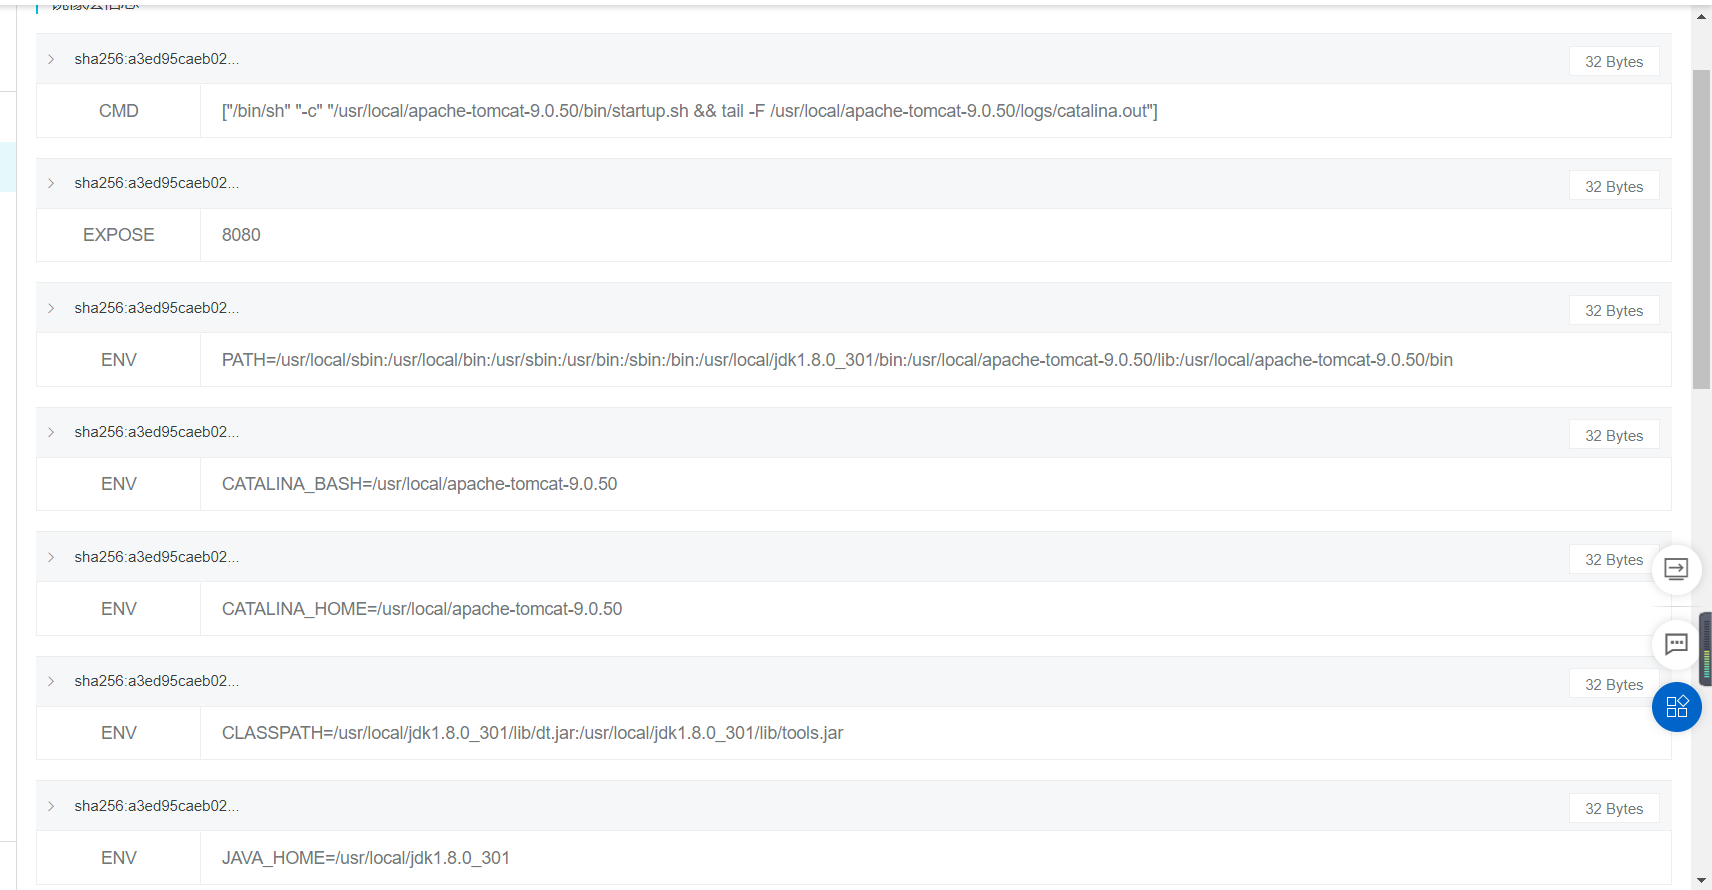 镜像层信息
sha256:a3ed95caeb02...
32 Bytes
CMD
["/bin/sh" "-c" "/usr/local/apache-tomcat-9.0.50/bin/startup.sh && tail -F /usr/local/apache-tomcat-9.0.50/logs/catalina.out"]
sha256:a3ed95caeb02...
32 Bytes
EXPOSE
8080
sha256:a3ed95caeb02...
32 Bytes
ENV
PATH=/usr/local/sbin:/usr/local/bin:/usr/sbin:/usr/bin:/sbin:/bin:/usr/local/jdk1.8.0_301/bin:/usr/local/apache-tomcat-9.0.50/lib:/usr/local/apache-tomcat-9.0.50/bin
sha256:a3ed95caeb02...
32 Bytes
ENV
CATALINA_BASH=/usr/local/apache-tomcat-9.0.50
sha256:a3ed95caeb02...
32 Bytes
ENV
CATALINA_HOME=/usr/local/apache-tomcat-9.0.50
sha256:a3ed95caeb02...
32 Bytes
ENV
CLASSPATH=/usr/local/jdk1.8.0_301/lib/dt.jar:/usr/local/jdk1.8.0_301/lib/tools.jar
sha256:a3ed95caeb02...
32 Bytes
ENV
JAVA_HOME=/usr/local/jdk1.8.0_301